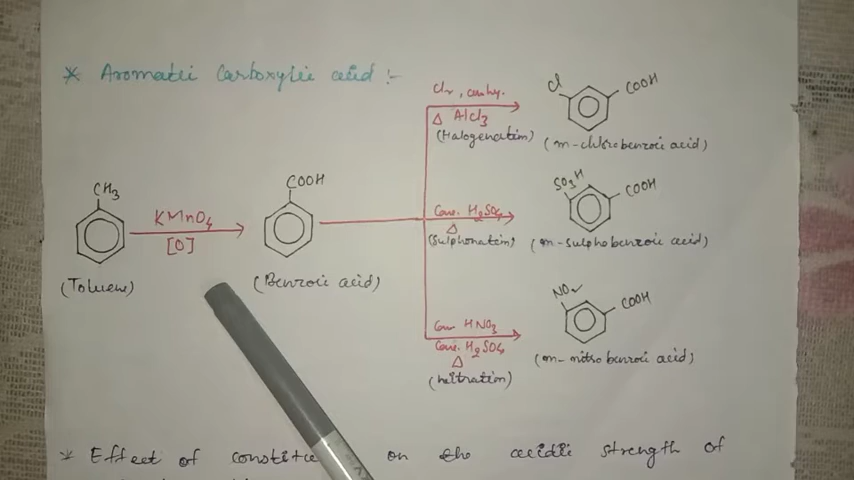 * Aromatic Carboxylic acid :-
CH3
KMnO4
[O]
(Toluene)
COOH
(Benzoic acid)
Cl2, anhy.
Δ AlCl3
(Halogenation)
Cl
COOH
(m-chlorobenzoic acid)
Conc. H2SO4
Δ
(Sulphonation)
SO3H
COOH
(m-sulphobenzoic acid)
Conc. HNO3
Conc. H2SO4
Δ
(Nitration)
NO2
COOH
(m-nitrobenzoic acid)
* Effect of on the acidic strength of